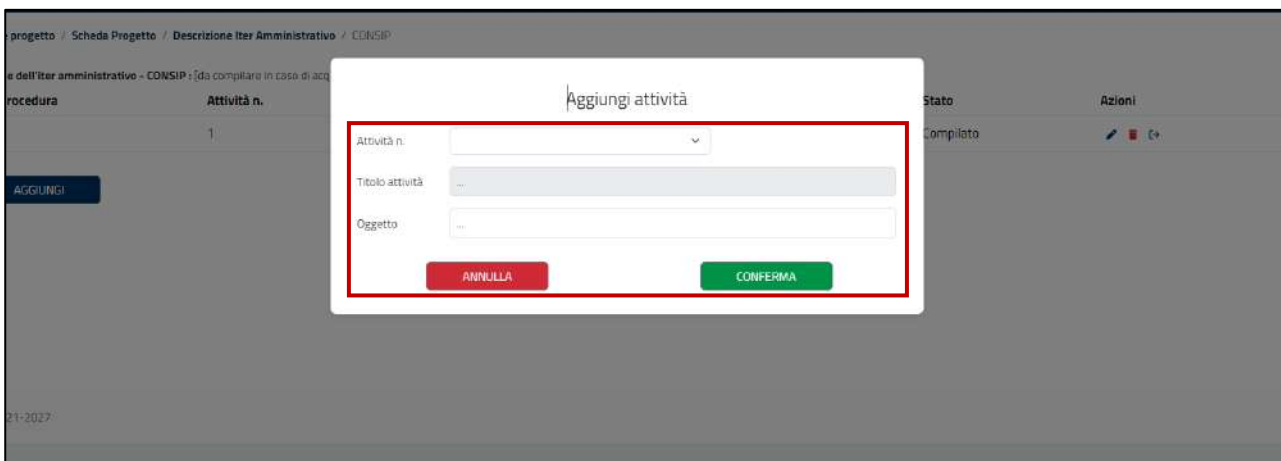 progetto / Scheda Progetto / Descrizione Iter Amministrativo / CONSIP
e dell'iter amministrativo - CONSIP : [da compilare in caso di acq
rocedura Attività n. Stato Azioni
1 Compilato
AGGIUNGI
Aggiungi attività
Attività n.
Titolo attività ...
Oggetto ...
ANNULLA CONFERMA
21-2027